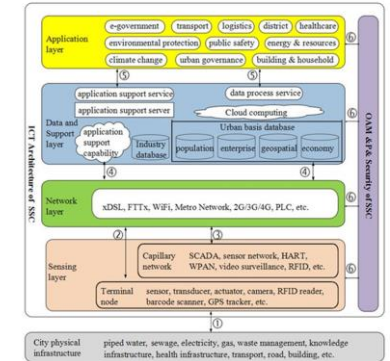 e-government transport logistics district healthcare
Application layer
environmental protection public safety energy & resources
climate change urban governance building & household
⑥
⑤ ⑤
application support service data process service
Data and Support layer
application support server Cloud computing
⑥
application support capability
Industry database
Urban basis database
population enterprise geospatial economy
④ ④
Network layer
xDSL, FTTx, WiFi, Metro Network, 2G/3G/4G, PLC, etc.
⑥
② ③
Sensing layer
Capillary network
SCADA, sensor network, HART, WPAN, video surveillance, RFID, etc.
⑥
Terminal node
sensor, transducer, actuator, camera, RFID reader, barcode scanner, GPS tracker, etc.
①
City physical infrastructure
piped water, sewage, electricity, gas, waste management, knowledge
infrastructure, health infrastructure, transport, road, building, etc.
ICT Architecture of SSC
OAM &P& Security of SSC